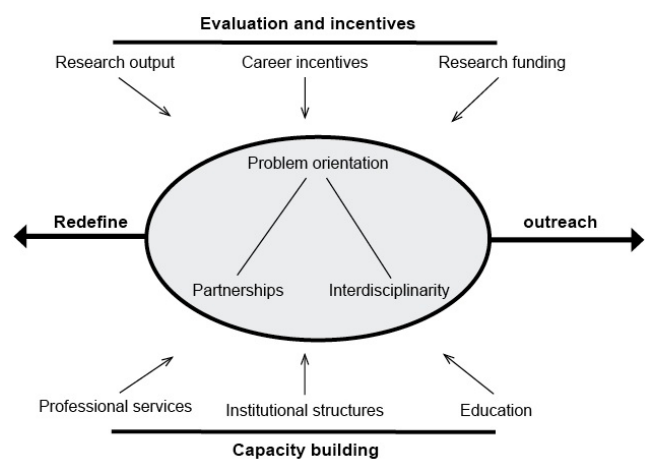 Evaluation and incentives
Research output Career incentives Research funding
Problem orientation
Redefine outreach
Partnerships Interdisciplinarity
Professional services Institutional structures Education
Capacity building